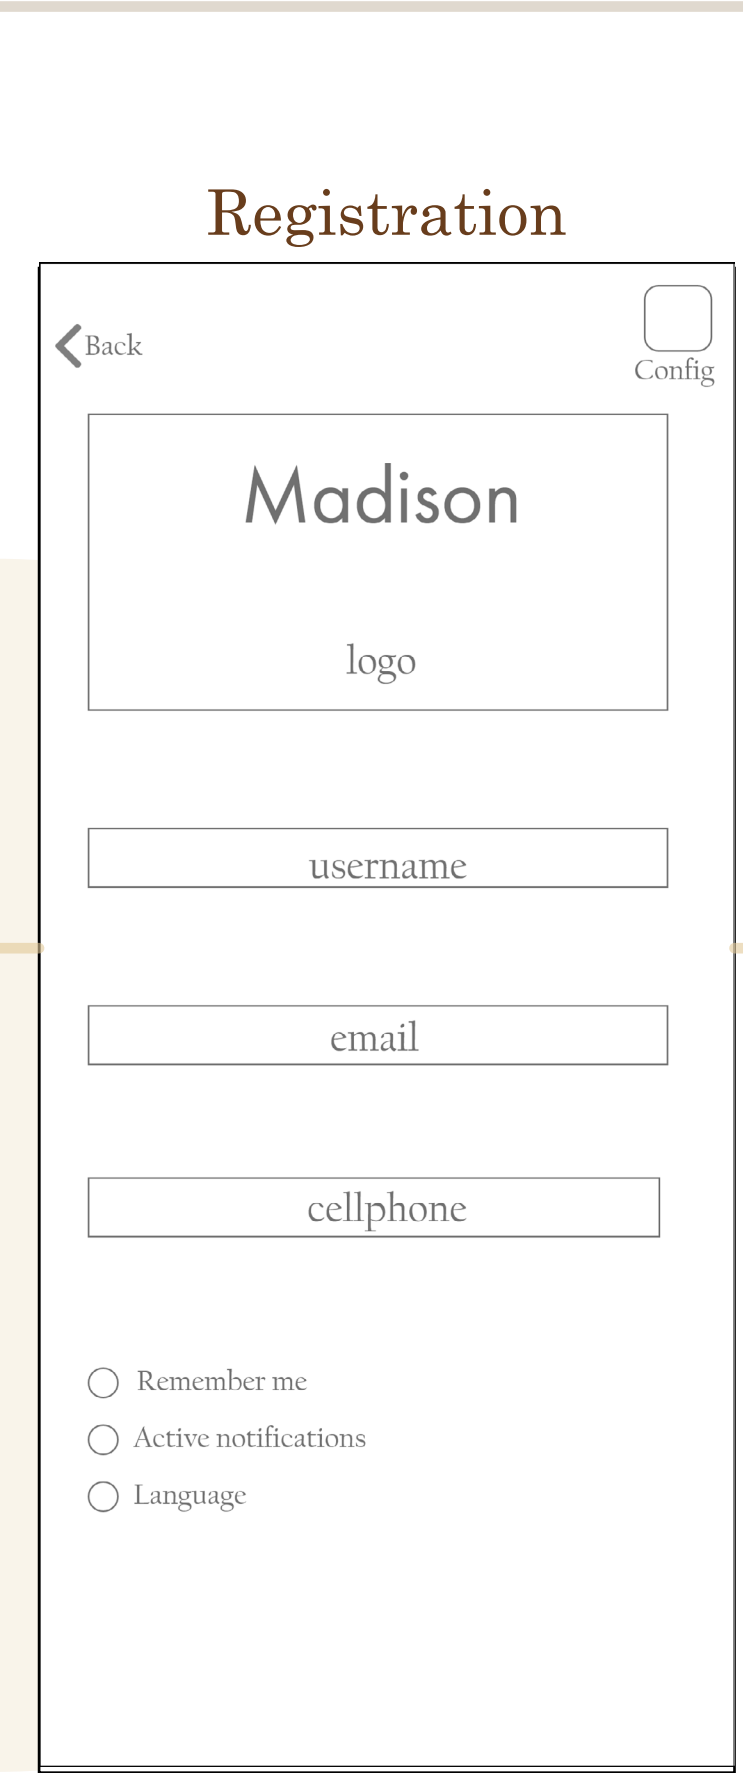 Registration
Back
Config
Madison
logo
username
email
cellphone
Remember me
Active notifications
Language